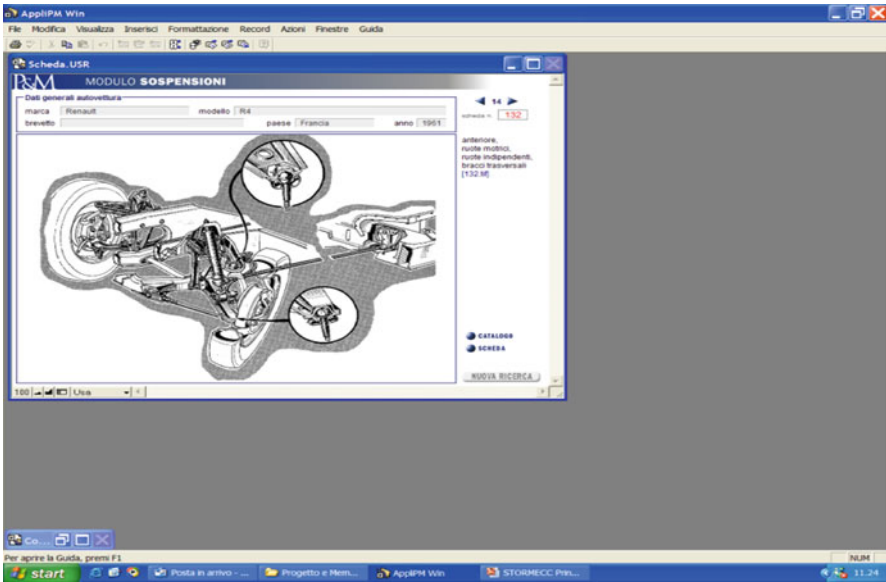 AppliPM Win
File Modifica Visualizza Inserisci Formattazione Record Azioni Finestre Guida
Scheda.USR
P&M MODULO SOSPENSIONI
Dati generali autovettura
marca Renault modello R4
brevetto paese Francia anno 1961
14
scheda n. 132
anteriore,
ruote motrici,
ruote indipendenti,
bracci trasversali
[132.M]
CATALOGO
SCHEDA
NUOVA RICERCA
100 Usa
Co....
Per aprire la Guida, premi F1 NUM
start Posta in arrivo - ... Progetto e Mem... AppliPM Win STORMECC Prin... 11.24